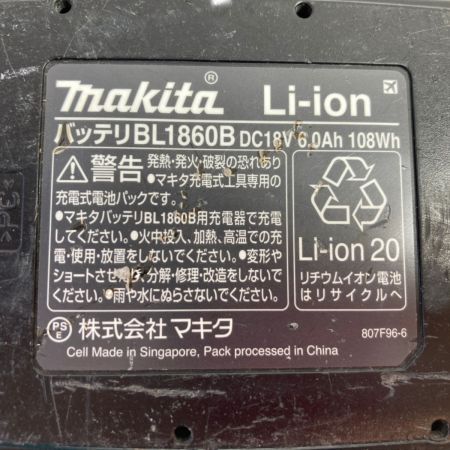 makita® Li-ion
バッテリBL1860B DC18V 6.0Ah 108Wh
⚠警告 発熱・発火・破裂の恐れあり
●マキタ充電式工具専用の
充電式電池パックです。
●マキタバッテリBL1860B用充電器で充電
してください。●火中投入、加熱、高温での充
電・使用・放置をしないでください。●変形や
ショートさせたり、分解・修理・改造をしないで
ください。●雨や水にぬらさないでください。
Li-ion 20
リチウムイオン電池
はリサイクルへ
PS
E 株式会社 マキタ
807F96-6
Cell Made in Singapore, Pack processed in China